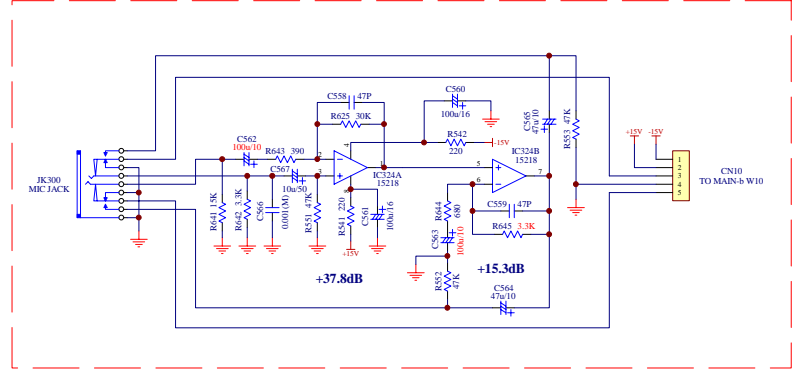 C558 47P
R625 30K
C560
100u/16
C565
47u/10
R553 47K
+15V -15V
C562
100u/10
R643 390
R542
220
-15V
IC324B
15218
1
2
3
4
5
CN10
TO MAIN-b W10
JK300
MIC JACK
C567
10u/50
2
3
4
8
1
IC324A
15218
5
6
7
R641 15K
R642 3.3K
C566
0.001(M)
R551 47K
R541 220
+15V
C561
100u/16
R644
680
C559 47P
R645 3.3K
C563
100u/10
+37.8dB
+15.3dB
R552
47K
C564
47u/10